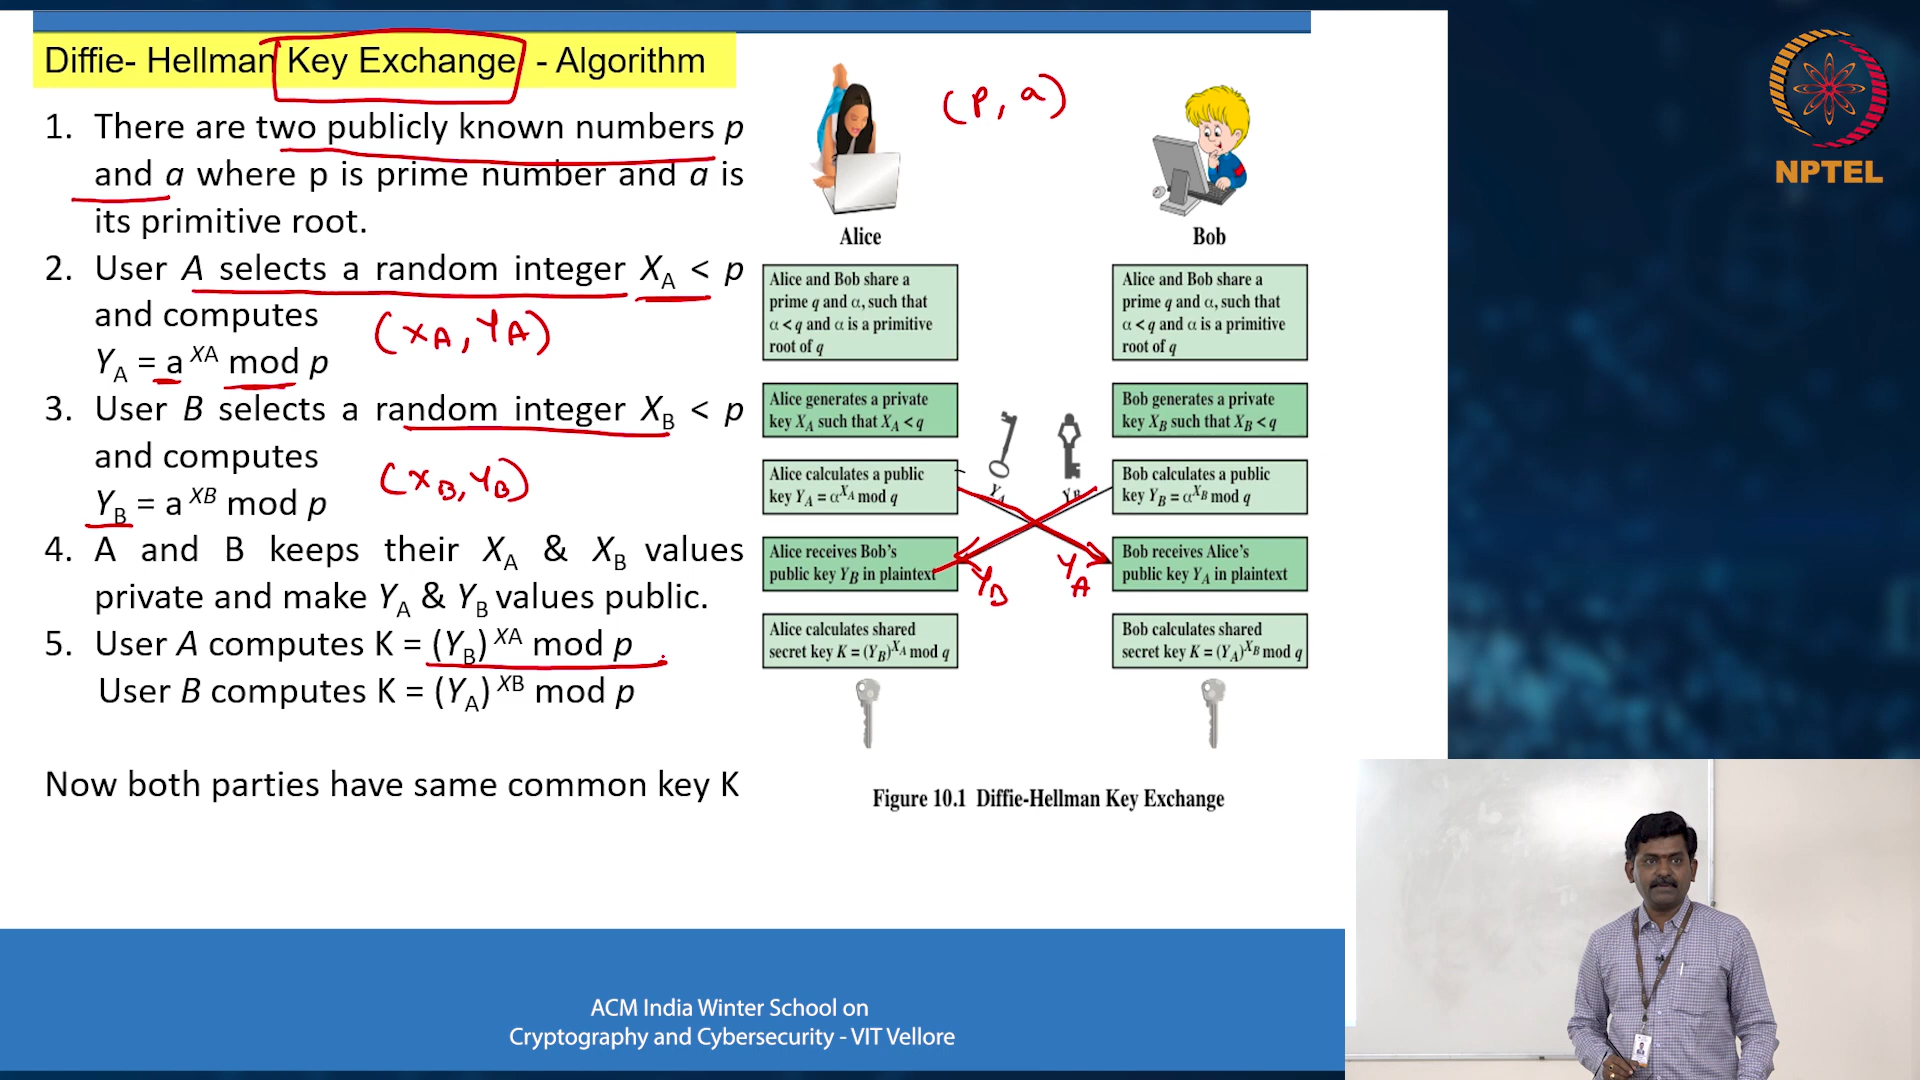 Diffie- Hellman Key Exchange - Algorithm
1. There are two publicly known numbers p
and a where p is prime number and a is
its primitive root.
2. User A selects a random integer XA < p
and computes
(XA, YA)
YA = a XA mod p
3. User B selects a random integer XB < p
and computes
(XB, YB)
YB = a XB mod p
4. A and B keeps their XA & XB values
private and make YA & YB values public.
5. User A computes K = (YB) XA mod p
User B computes K = (YA) XB mod p
Now both parties have same common key K
(P, a)
Alice
Bob
Alice and Bob share a
prime q and α, such that
α < q and α is a primitive
root of q
Alice generates a private
key XA such that XA < q
Alice calculates a public
key YA = αXA mod q
Alice receives Bob's
public key YB in plaintext
Alice calculates shared
secret key K = (YB)XA mod q
YA
YB
YB
YA
Alice and Bob share a
prime q and α, such that
α < q and α is a primitive
root of q
Bob generates a private
key XB such that XB < q
Bob calculates a public
key YB = αXB mod q
Bob receives Alice's
public key YA in plaintext
Bob calculates shared
secret key K = (YA)XB mod q
Figure 10.1 Diffie-Hellman Key Exchange
NPTEL
ACM India Winter School on
Cryptography and Cybersecurity - VIT Vellore